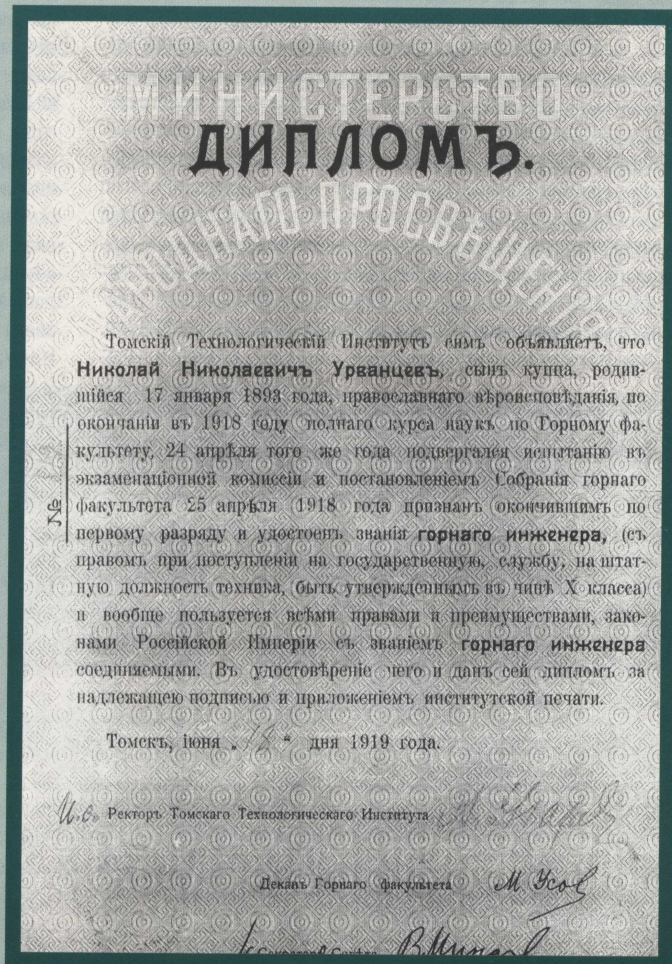 МИНИСТЕРСТВО
ДИПЛОМЪ.
НАРОДНАГО ПРОСВѢЩЕНІЯ
Томскій Технологическій Институтъ симъ объявляетъ, что
Николай Николаевичъ Урванцевъ, сынъ купца, родив-
шійся 17 января 1893 года, православнаго вѣроисповѣданія, по
окончаніи въ 1918 году полнаго курса наукъ по Горному фа-
культету, 24 апрѣля того же года подвергался испытанію въ
экзаменаціонной комиссіи и постановленіемъ Собранія горнаго
факультета 25 апрѣля 1918 года признанъ окончившимъ по
первому разряду и удостоенъ званія горнаго инженера, (съ
правомъ при поступленіи на государственную, службу, на штат-
ную должность техника, быть утвержденнымъ въ чинѣ X класса)
и вообще пользуется всѣми правами и преимуществами, зако-
нами Россійской Имперіи съ званіемъ горнаго инженера
соединяемыми. Въ удостовѣреніе чего и данъ сей дипломъ за
надлежащею подписью и приложеніемъ институтской печати.
№
Томскъ, іюня „18“ дня 1919 года.
И.о. Ректоръ Томскаго Технологическаго Института
Деканъ Горнаго факультета М Усов
Секретарь Совѣта